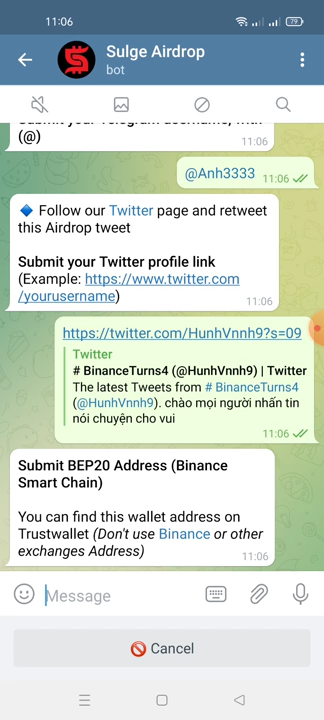 11:06
79
Sulge Airdrop
bot
Submit your Telegram username, with
(@)
11:06
@Anh3333
11:06
🔹 Follow our Twitter page and retweet
this Airdrop tweet
Submit your Twitter profile link
(Example: https://www.twitter.com
/yourusername)
11:06
https://twitter.com/HunhVnnh9?s=09
Twitter
# BinanceTurns4 (@HunhVnnh9) | Twitter
The latest Tweets from # BinanceTurns4
(@HunhVnnh9). chào mọi người nhấn tin
nói chuyện cho vui
11:06
Submit BEP20 Address (Binance
Smart Chain)
You can find this wallet address on
Trustwallet (Don't use Binance or other
exchanges Address)
11:06
Message
🚫 Cancel